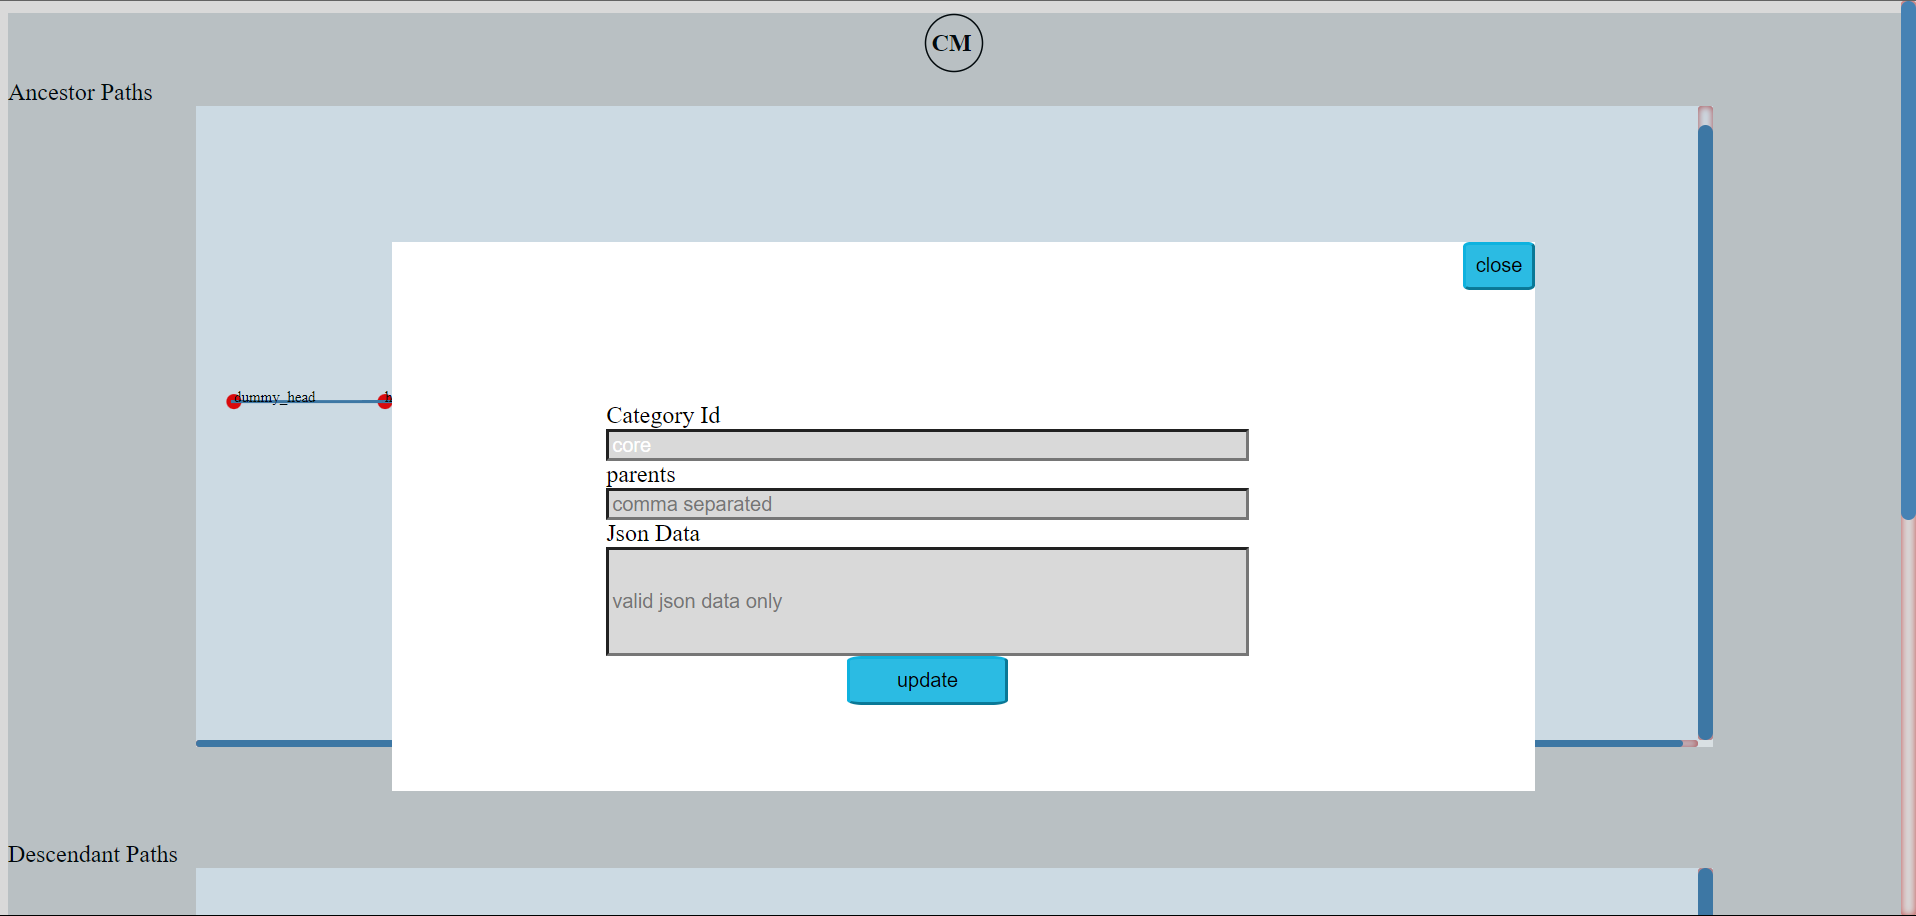 CM
Ancestor Paths
close
dummy_head
Category Id
core
parents
comma separated
Json Data
valid json data only
update
Descendant Paths